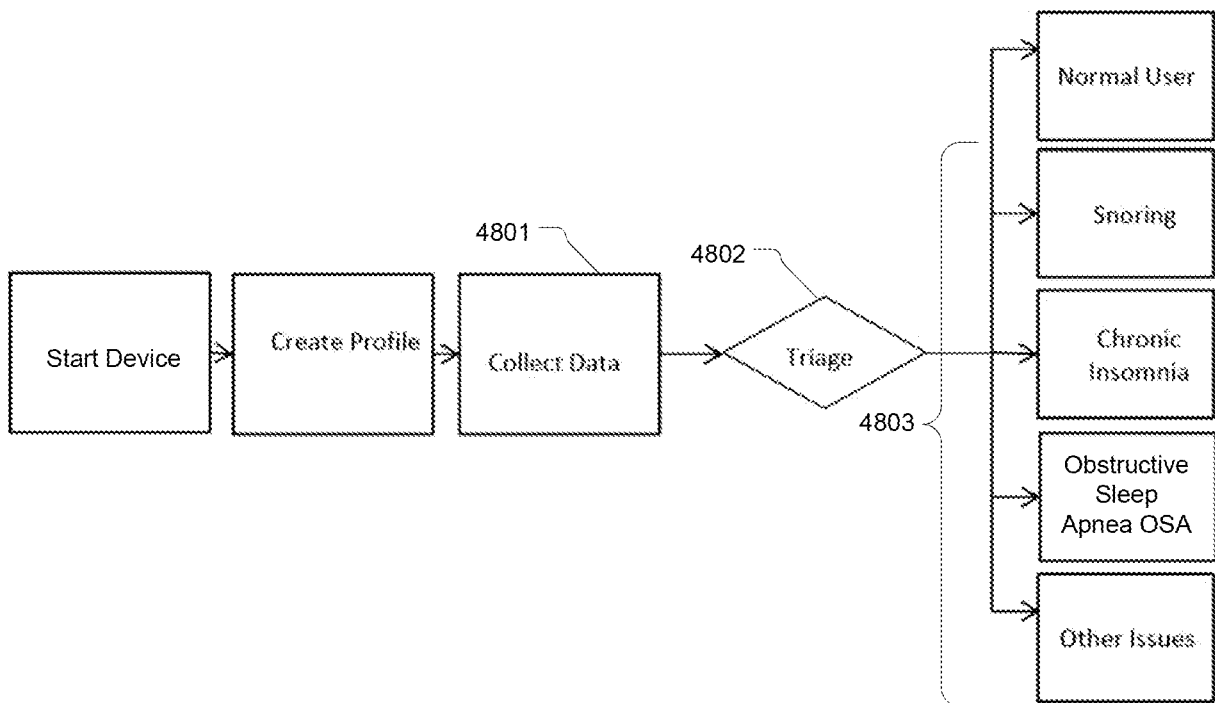 Normal User
Snoring
4801
4802
Start Device
Create Profile
Collect Data
Triage
Chronic
Insomnia
4803
Obstructive
Sleep
Apnea OSA
Other Issues